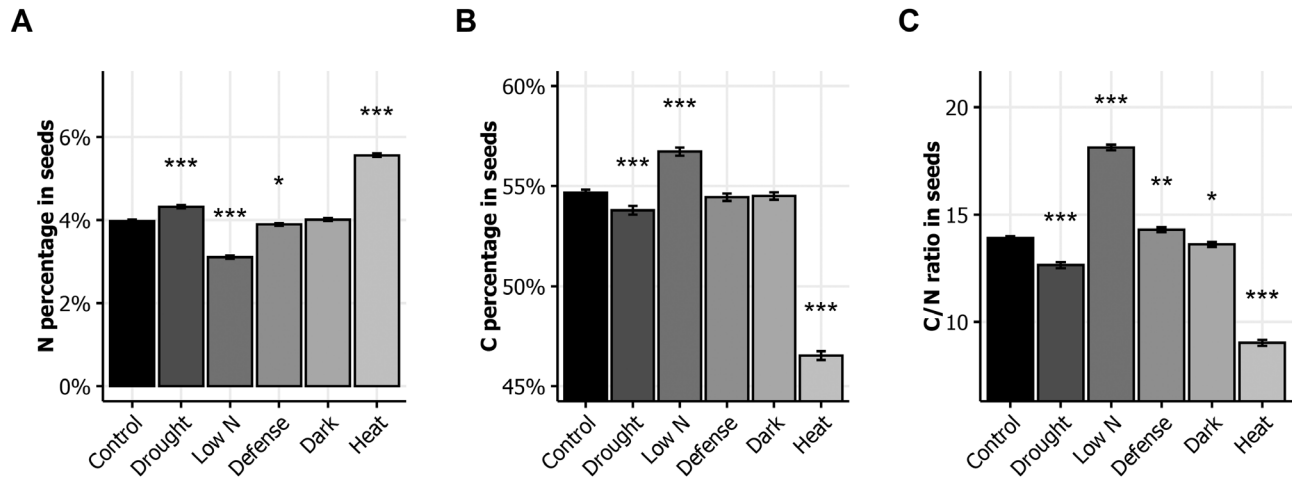 A
N percentage in seeds
6%
4%
2%
0%
***
***
*
***
Control
Drought
Low N
Defense
Dark
Heat
B
C percentage in seeds
60%
55%
50%
45%
***
***
***
Control
Drought
Low N
Defense
Dark
Heat
C
C/N ratio in seeds
20
15
10
***
***
**
*
***
Control
Drought
Low N
Defense
Dark
Heat